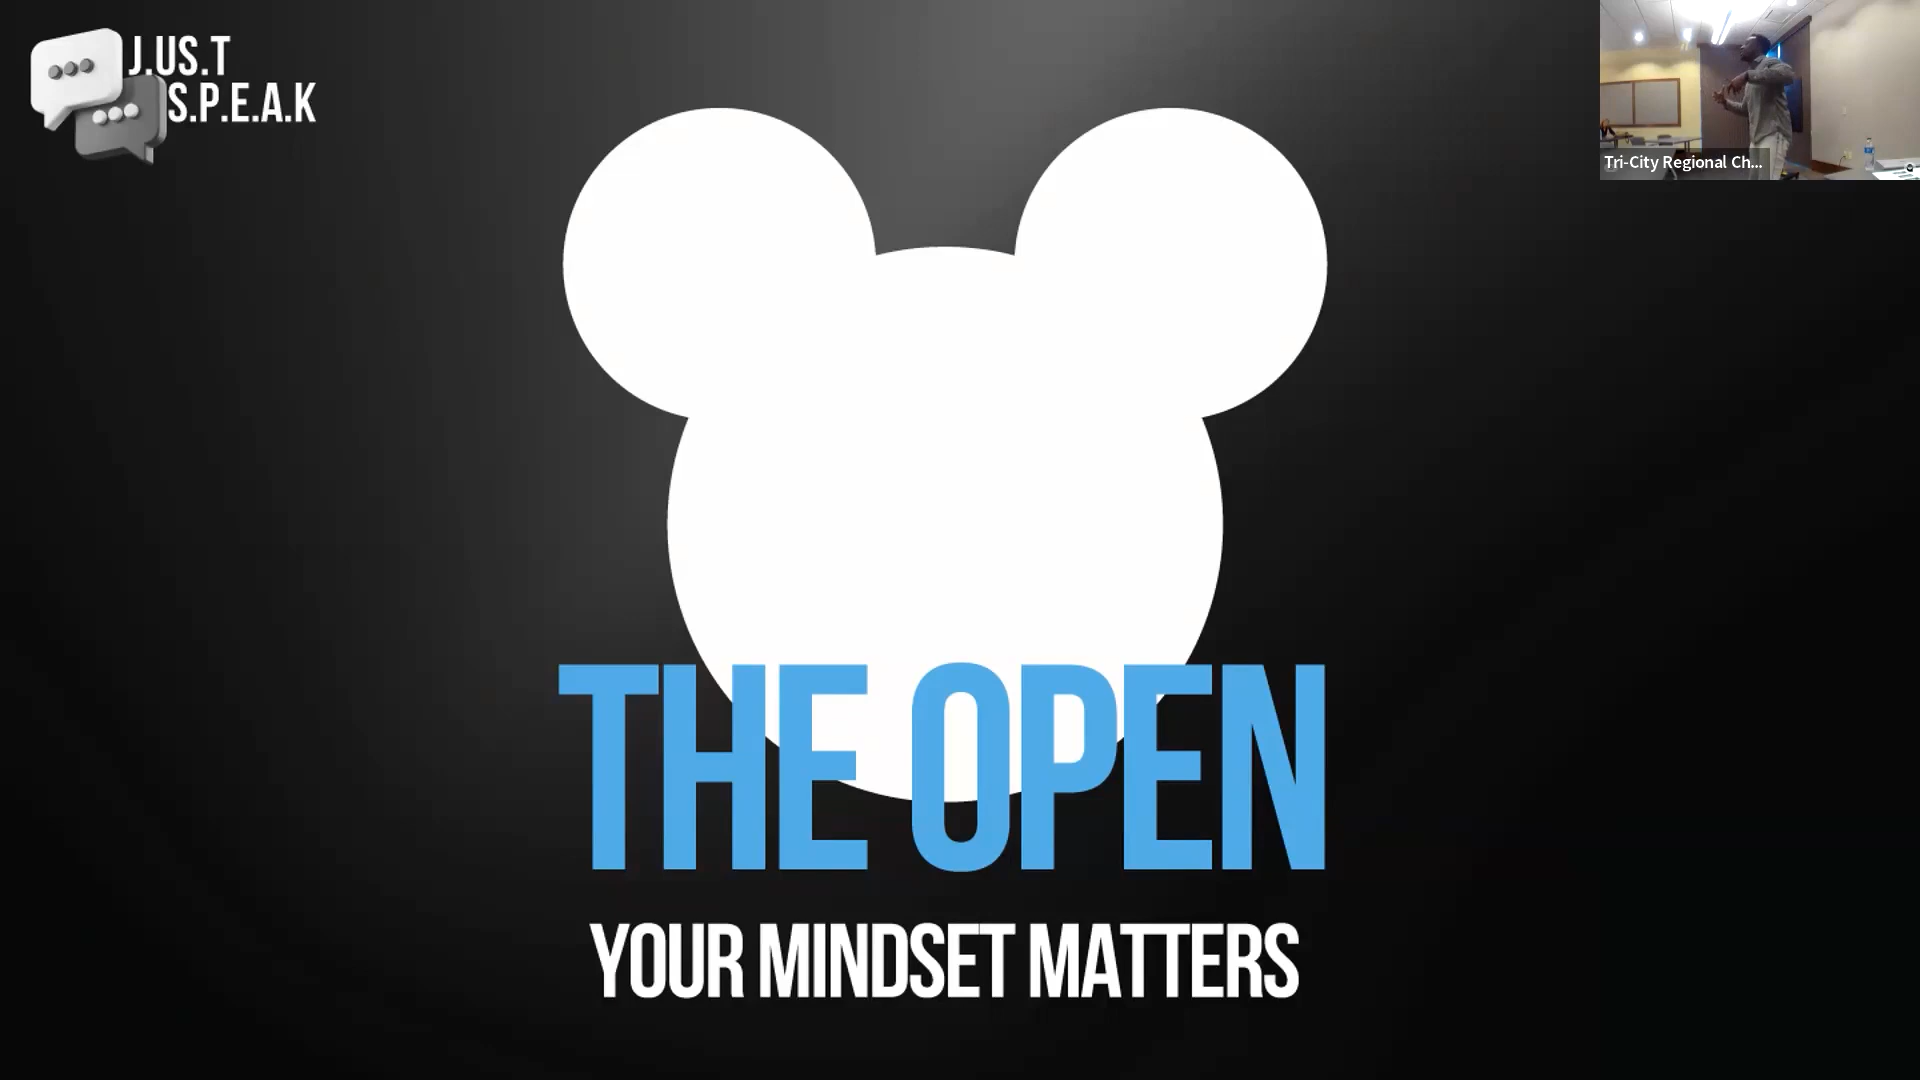 J.US.T
S.P.E.A.K
Tri-City Regional Ch...
THE OPEN
YOUR MINDSET MATTERS